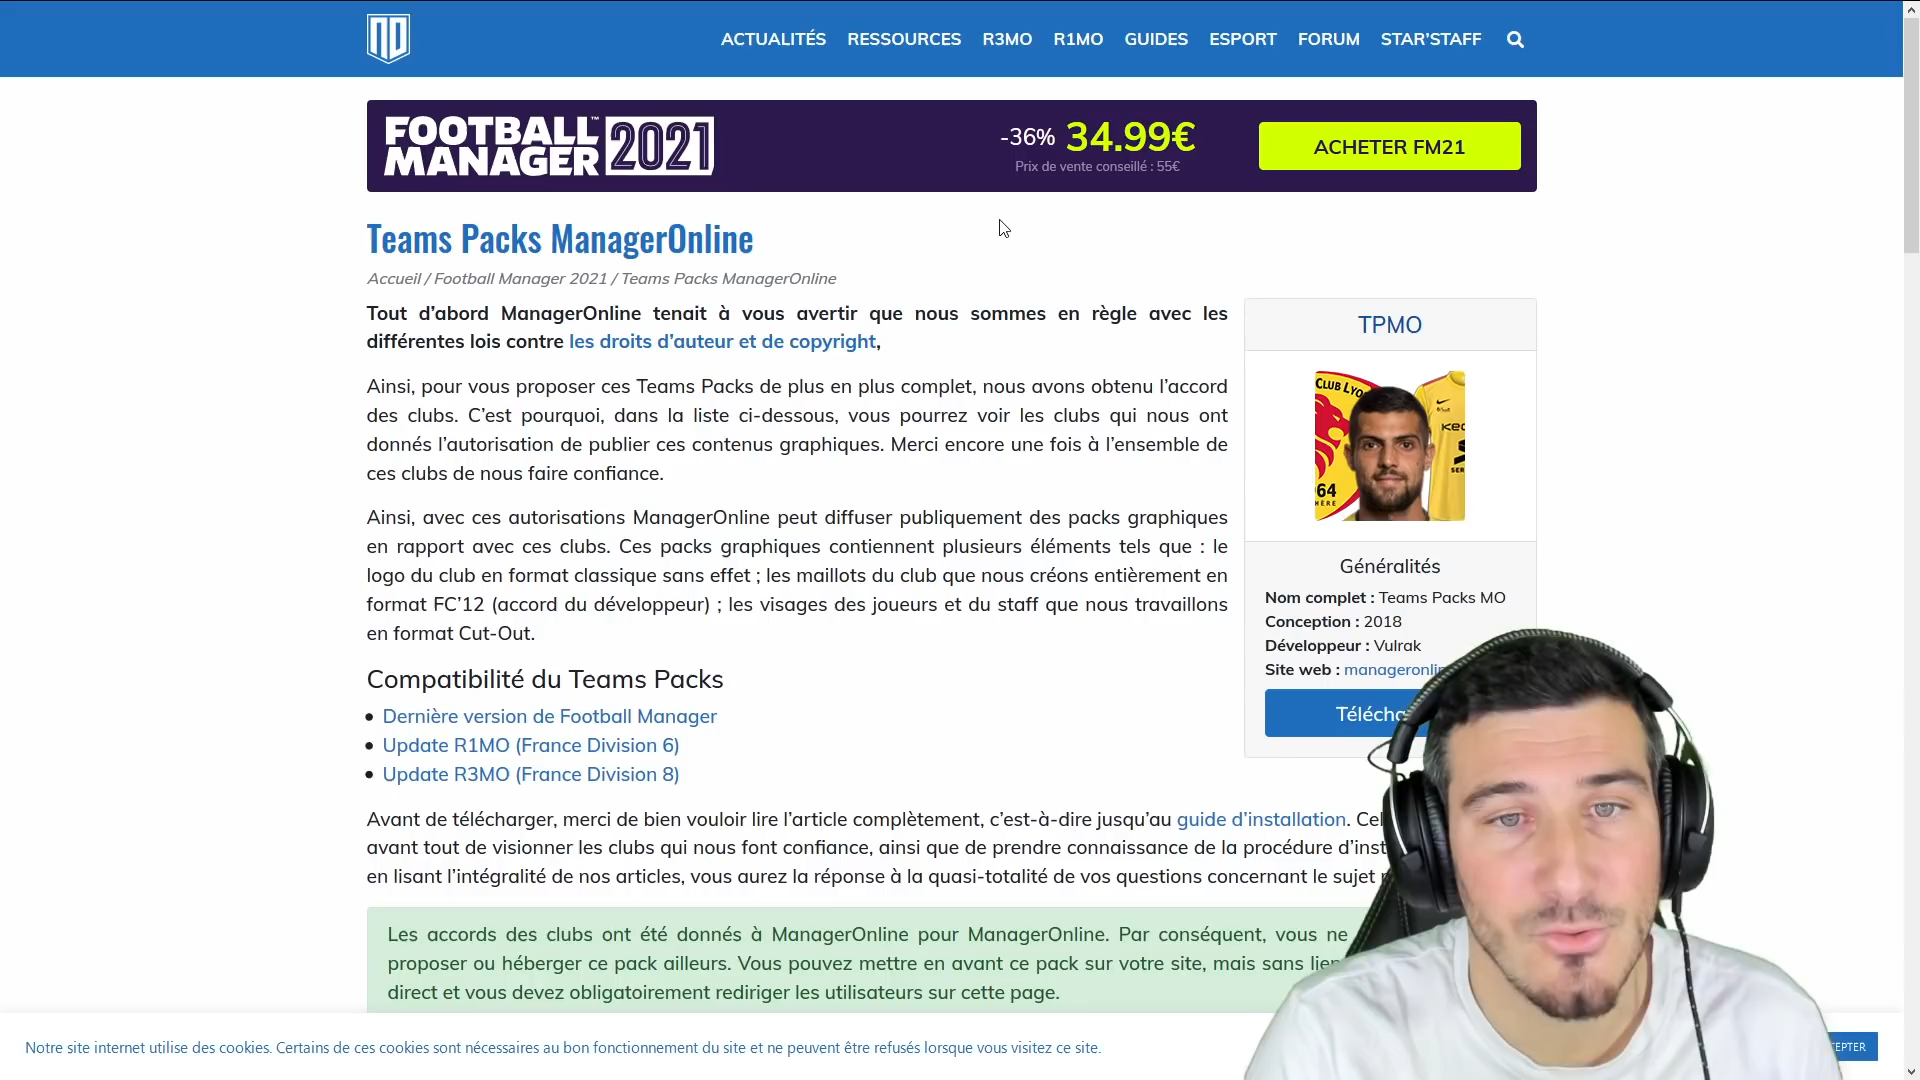 ACTUALITÉS RESSOURCES R3MO R1MO GUIDES ESPORT FORUM STAR'STAFF
FOOTBALL MANAGER™ 2021
-36% 34.99€
Prix de vente conseillé : 55€
ACHETER FM21
Teams Packs ManagerOnline
Accueil / Football Manager 2021 / Teams Packs ManagerOnline
Tout d’abord ManagerOnline tenait à vous avertir que nous sommes en règle avec les
différentes lois contre les droits d’auteur et de copyright,
Ainsi, pour vous proposer ces Teams Packs de plus en plus complet, nous avons obtenu l’accord
des clubs. C’est pourquoi, dans la liste ci-dessous, vous pourrez voir les clubs qui nous ont
donnés l’autorisation de publier ces contenus graphiques. Merci encore une fois à l’ensemble de
ces clubs de nous faire confiance.
Ainsi, avec ces autorisations ManagerOnline peut diffuser publiquement des packs graphiques
en rapport avec ces clubs. Ces packs graphiques contiennent plusieurs éléments tels que : le
logo du club en format classique sans effet ; les maillots du club que nous créons entièrement en
format FC’12 (accord du développeur) ; les visages des joueurs et du staff que nous travaillons
en format Cut-Out.
TPMO
CLUB LYO
64
Généralités
Nom complet : Teams Packs MO
Conception : 2018
Développeur : Vulrak
Site web : manageronlin
Télécha
Compatibilité du Teams Packs
Dernière version de Football Manager
Update R1MO (France Division 6)
Update R3MO (France Division 8)
Avant de télécharger, merci de bien vouloir lire l’article complètement, c’est-à-dire jusqu’au guide d’installation. Cel
avant tout de visionner les clubs qui nous font confiance, ainsi que de prendre connaissance de la procédure d’inst
en lisant l’intégralité de nos articles, vous aurez la réponse à la quasi-totalité de vos questions concernant le sujet
Les accords des clubs ont été donnés à ManagerOnline pour ManagerOnline. Par conséquent, vous ne
proposer ou héberger ce pack ailleurs. Vous pouvez mettre en avant ce pack sur votre site, mais sans lien
direct et vous devez obligatoirement rediriger les utilisateurs sur cette page.
Notre site internet utilise des cookies. Certains de ces cookies sont nécessaires au bon fonctionnement du site et ne peuvent être refusés lorsque vous visitez ce site.
EPTER